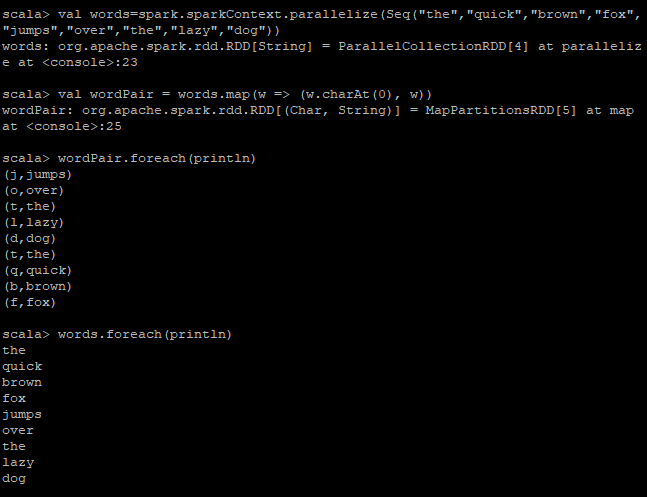 scala> val words=spark.sparkContext.parallelize(Seq("the","quick","brown","fox",
"jumps","over","the","lazy","dog"))
words: org.apache.spark.rdd.RDD[String] = ParallelCollectionRDD[4] at paralleliz
e at <console>:23
scala> val wordPair = words.map(w => (w.charAt(0), w))
wordPair: org.apache.spark.rdd.RDD[(Char, String)] = MapPartitionsRDD[5] at map
at <console>:25
scala> wordPair.foreach(println)
(j,jumps)
(o,over)
(t,the)
(l,lazy)
(d,dog)
(t,the)
(q,quick)
(b,brown)
(f,fox)
scala> words.foreach(println)
the
quick
brown
fox
jumps
over
the
lazy
dog